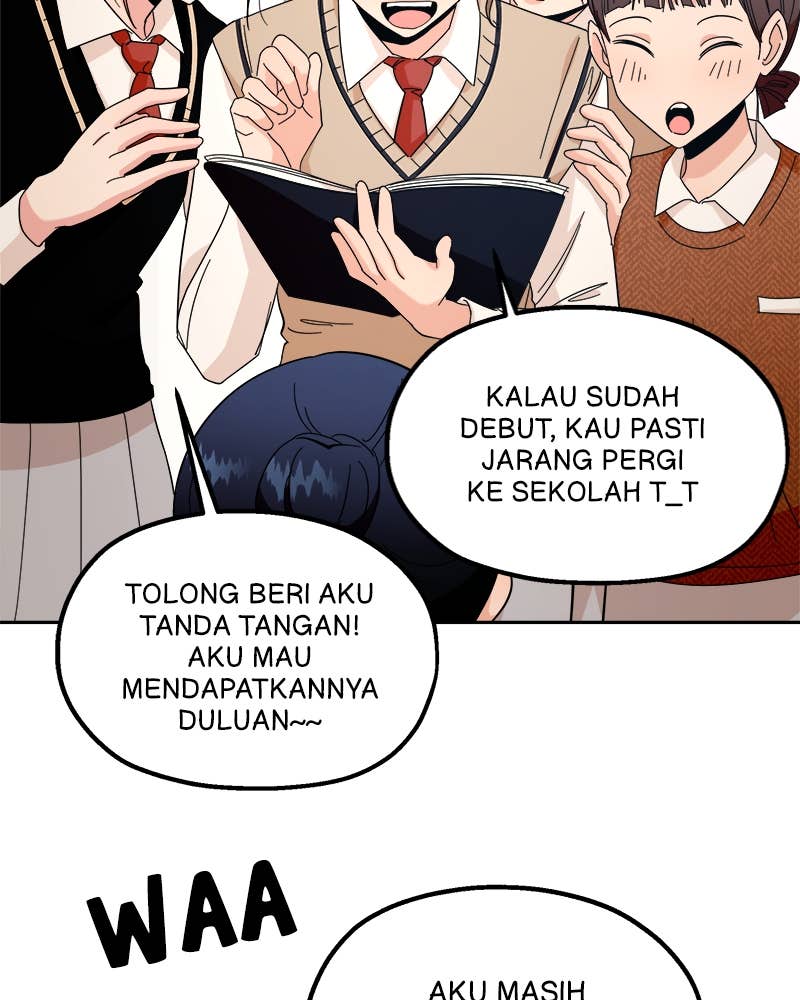 KALAU SUDAH
DEBUT, KAU PASTI
JARANG PERGI
KE SEKOLAH T_T
TOLONG BERI AKU
TANDA TANGAN!
AKU MAU
MENDAPATKANNYA
DULUAN~~
WAA
AKU MASIH